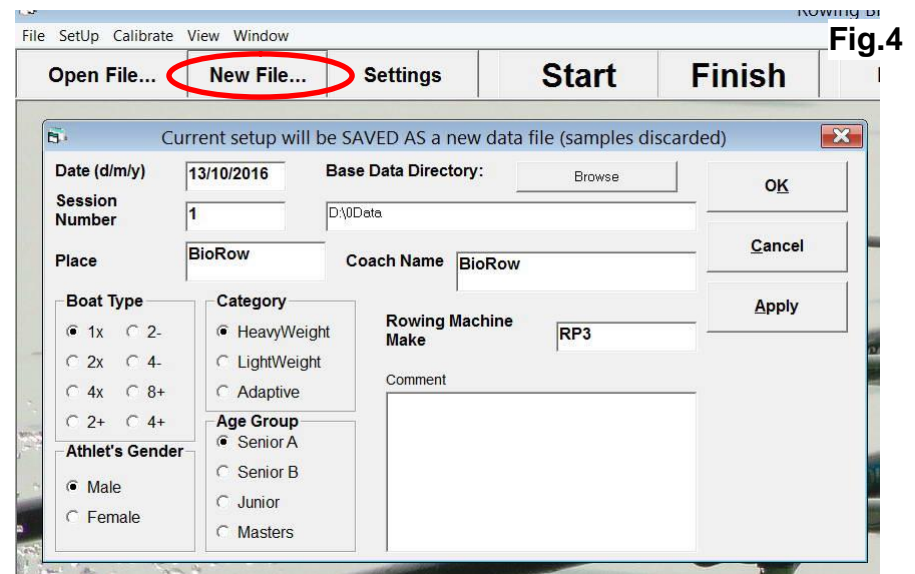 Rowing B
File SetUp Calibrate View Window
Fig.4
Open File... New File... Settings Start Finish
Current setup will be SAVED AS a new data file (samples discarded)
Date (d/m/y) 13/10/2016 Base Data Directory: Browse OK
Session
Number 1 D:\0Data
Place BioRow Coach Name BioRow Cancel
Boat Type Category Apply
1x 2- HeavyWeight Rowing Machine
Make RP3
2x 4- LightWeight
4x 8+ Adaptive Comment
2+ 4+ Age Group
Senior A
Athlet's Gender
Senior B
Male
Junior
Female
Masters